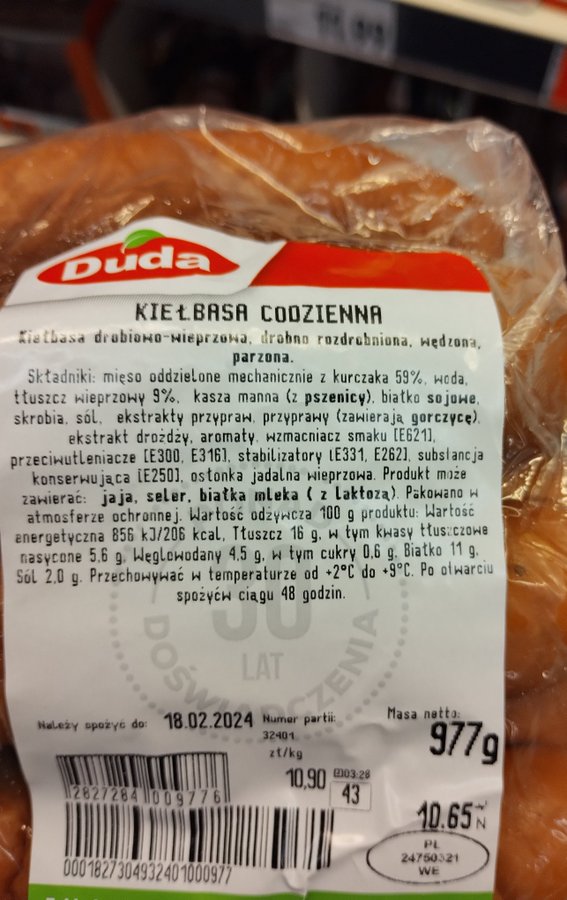 Duda
KIEŁBASA CODZIENNA
Kiełbasa drobiowo-wieprzowa, drobno rozdrobniona, wędzona,
parzona.
Składniki: mięso oddzielone mechanicznie z kurczaka 59%, woda,
tłuszcz wieprzowy 9%, kasza manna (z pszenicy), białko sojowe,
skrobia, sól, ekstrakty przypraw, przyprawy (zawierają gorczycę),
ekstrakt drożdży, aromaty, wzmacniacz smaku [E621],
przeciwutleniacze [E300, E316], stabilizatory [E331, E262], substancja
konserwująca [E250], osłonka jadalna wieprzowa. Produkt może
zawierać: jaja, seler, białka mleka ( z laktozą). Pakowano w
atmosferze ochronnej. Wartość odżywcza 100 g produktu: Wartość
energetyczna 856 kJ/206 kcal, Tłuszcz 16 g, w tym kwasy tłuszczowe
nasycone 5,6 g, Węglowodany 4,5 g, w tym cukry 0,6 g, Białko 11 g,
Sól 2,0 g. Przechowywać w temperaturze od +2°C do +9°C. Po otwarciu
spożyćw ciągu 48 godzin.
LAT
DOŚWIADCZENIA
Należy spożyć do: 18.02.2024 Numer partii: Masa netto:
32401 977g
zł/kg
10,90 03:28
43
2827284 009776
10.65
0001827304932401000977
PL
24750321
WE